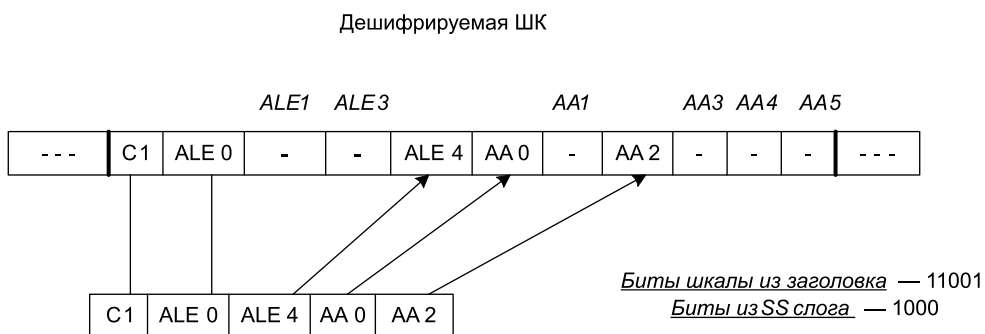 Дешифрируемая ШК
ALE1 ALE3 AA1 AA3 AA4 AA5
- - - C1 ALE 0 - - ALE 4 AA 0 - AA 2 - - - - - -
Биты шкалы из заголовка — 11001
Биты из SS слога — 1000
C1 ALE 0 ALE 4 AA 0 AA 2